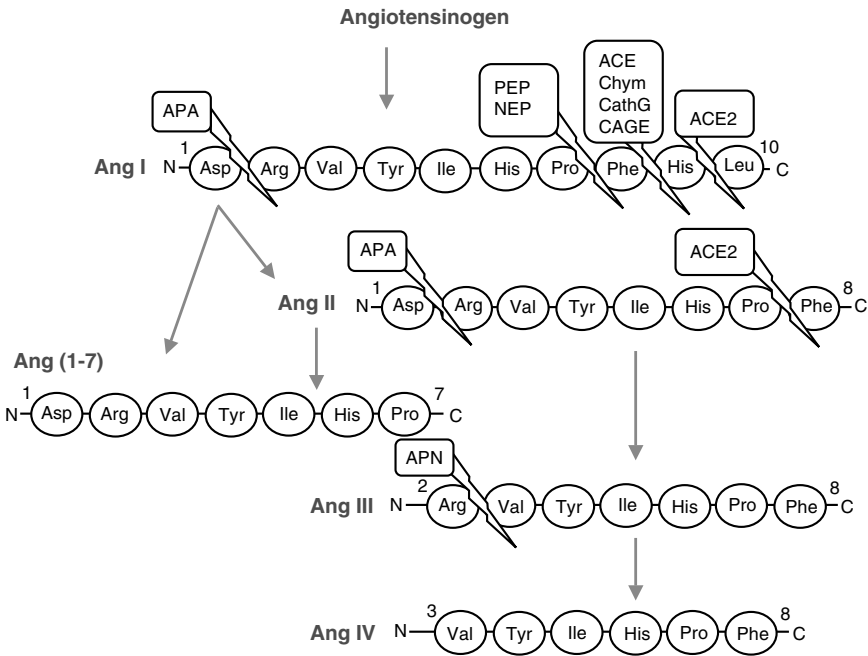 Angiotensinogen
APA
PEP
NEP
ACE
Chym
CathG
CAGE
ACE2
Ang I N 1 Asp Arg Val Tyr Ile His Pro Phe His Leu 10 C
APA
ACE2
Ang II N 1 Asp Arg Val Tyr Ile His Pro Phe 8 C
Ang (1-7)
N 1 Asp Arg Val Tyr Ile His Pro 7 C
APN
Ang III N 2 Arg Val Tyr Ile His Pro Phe 8 C
Ang IV N 3 Val Tyr Ile His Pro Phe 8 C